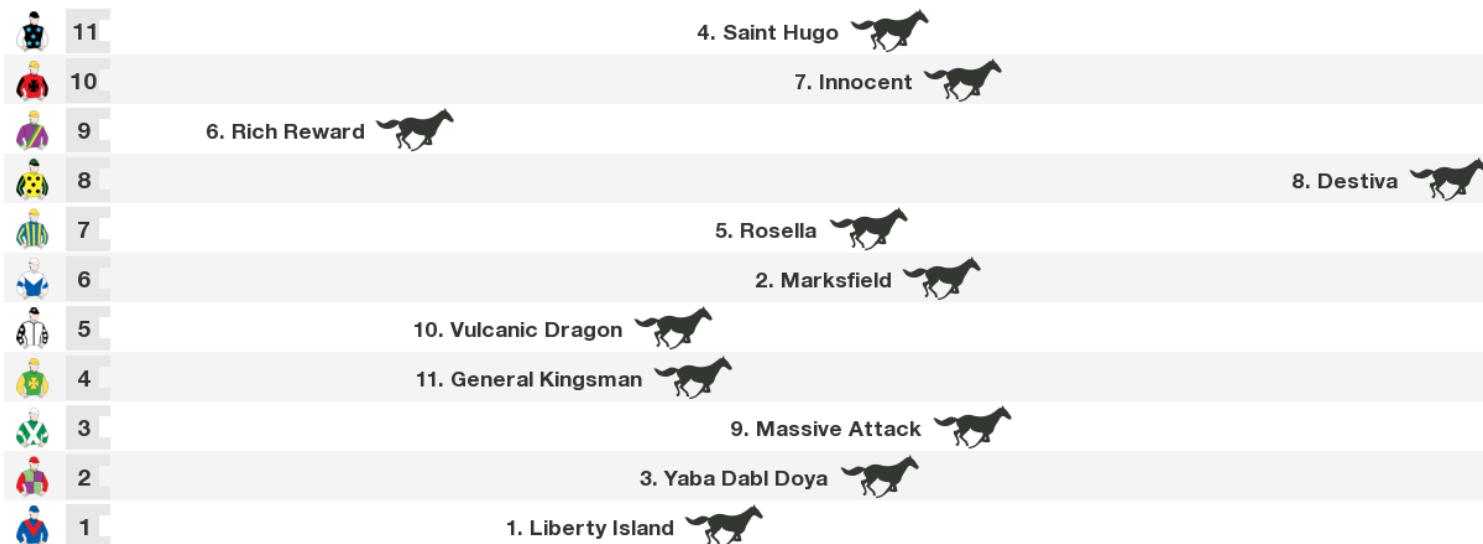 11 4. Saint Hugo
10 7. Innocent
9 6. Rich Reward
8 8. Destiva
7 5. Rosella
6 2. Marksfield
5 10. Vulcanic Dragon
4 11. General Kingsman
3 9. Massive Attack
2 3. Yaba Dabl Doya
1 1. Liberty Island